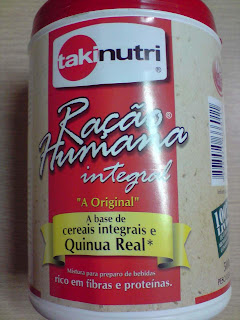 takinutri®
Ração®
Humana
integral
"A Original"
A base de
cereais integrais e
Quinua Real*
Mistura para preparo de bebidas
rico em fibras e proteínas.